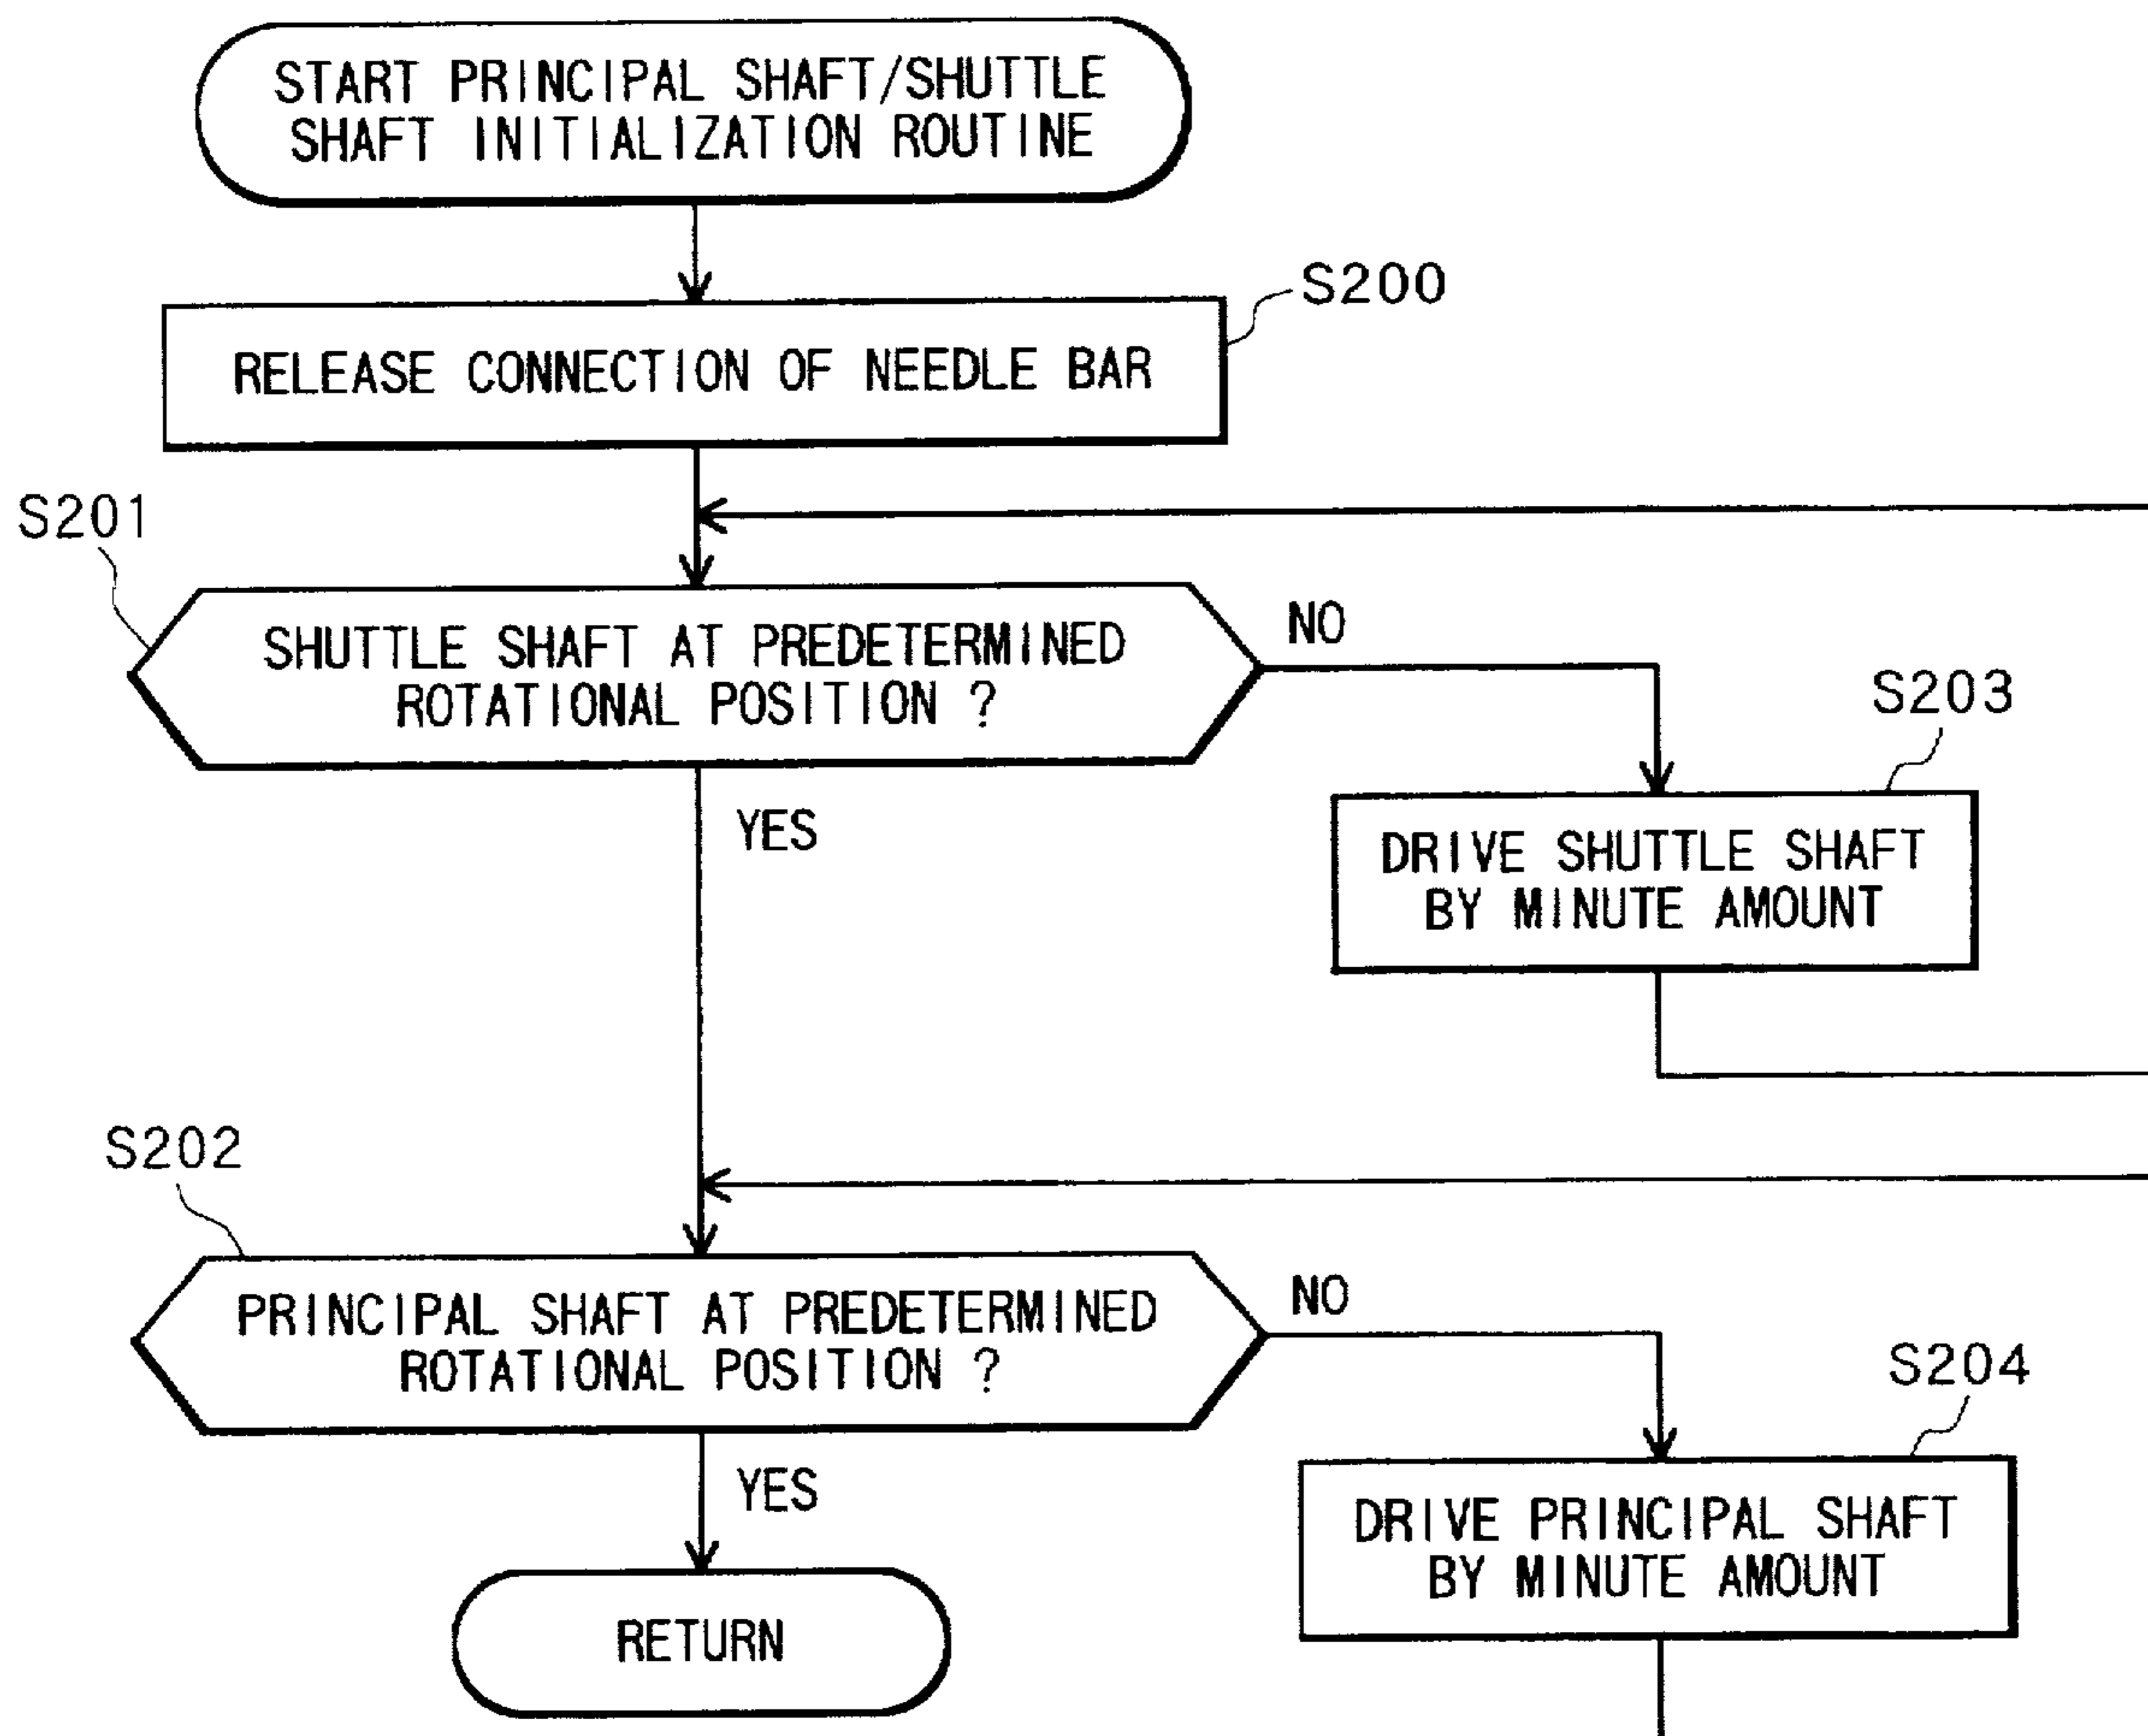 START PRINCIPAL SHAFT/SHUTTLE
SHAFT INITIALIZATION ROUTINE
S200
RELEASE CONNECTION OF NEEDLE BAR
S201
SHUTTLE SHAFT AT PREDETERMINED
ROTATIONAL POSITION ?
NO
YES
S203
DRIVE SHUTTLE SHAFT
BY MINUTE AMOUNT
S202
PRINCIPAL SHAFT AT PREDETERMINED
ROTATIONAL POSITION ?
NO
YES
S204
DRIVE PRINCIPAL SHAFT
BY MINUTE AMOUNT
RETURN